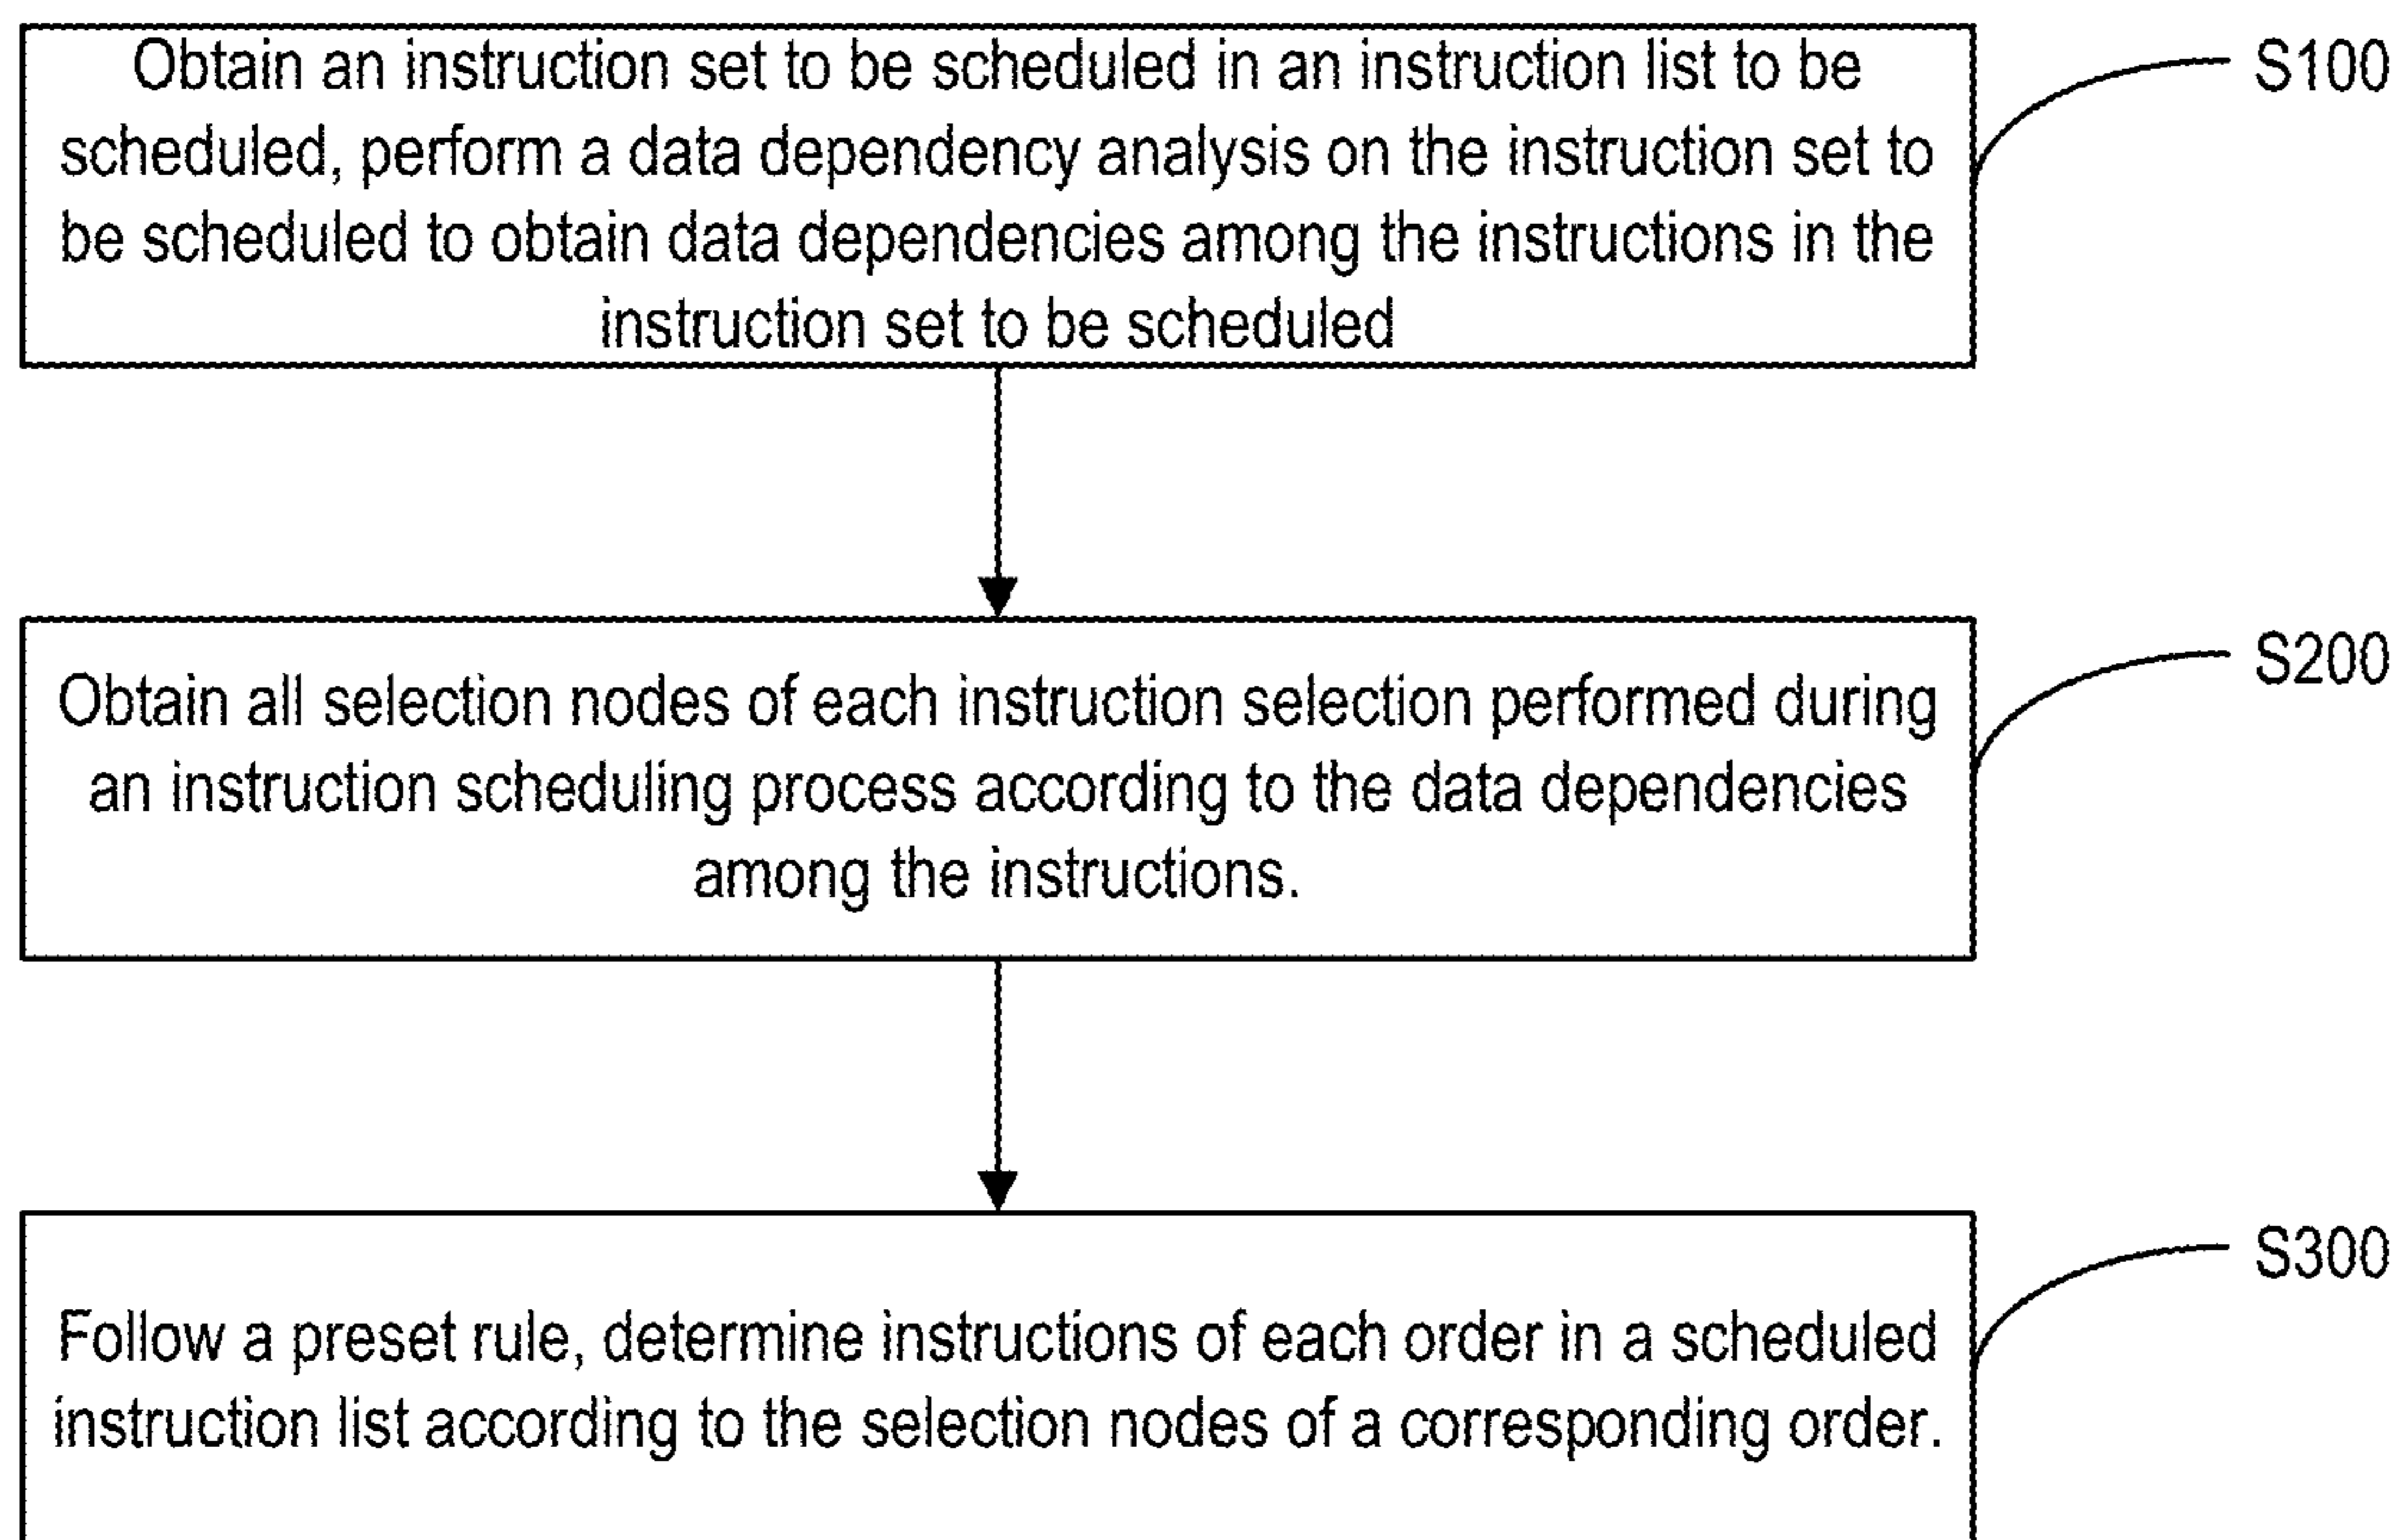 Obtain an instruction set to be scheduled in an instruction list to be
scheduled, perform a data dependency analysis on the instruction set to
be scheduled to obtain data dependencies among the instructions in the
instruction set to be scheduled
S100
Obtain all selection nodes of each instruction selection performed during
an instruction scheduling process according to the data dependencies
among the instructions.
S200
Follow a preset rule, determine instructions of each order in a scheduled
instruction list according to the selection nodes of a corresponding order.
S300